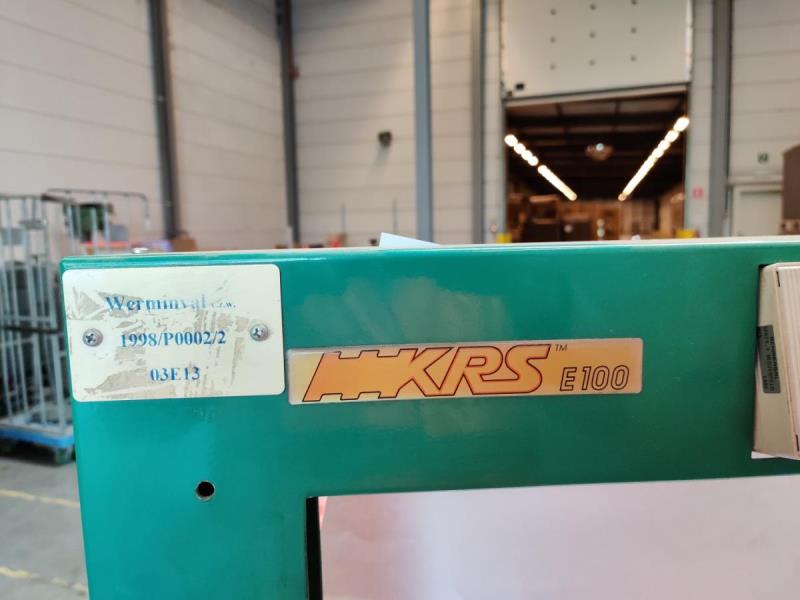 Werminval v.z.w.
1998/P0002/2
03E13
KRS™ E100